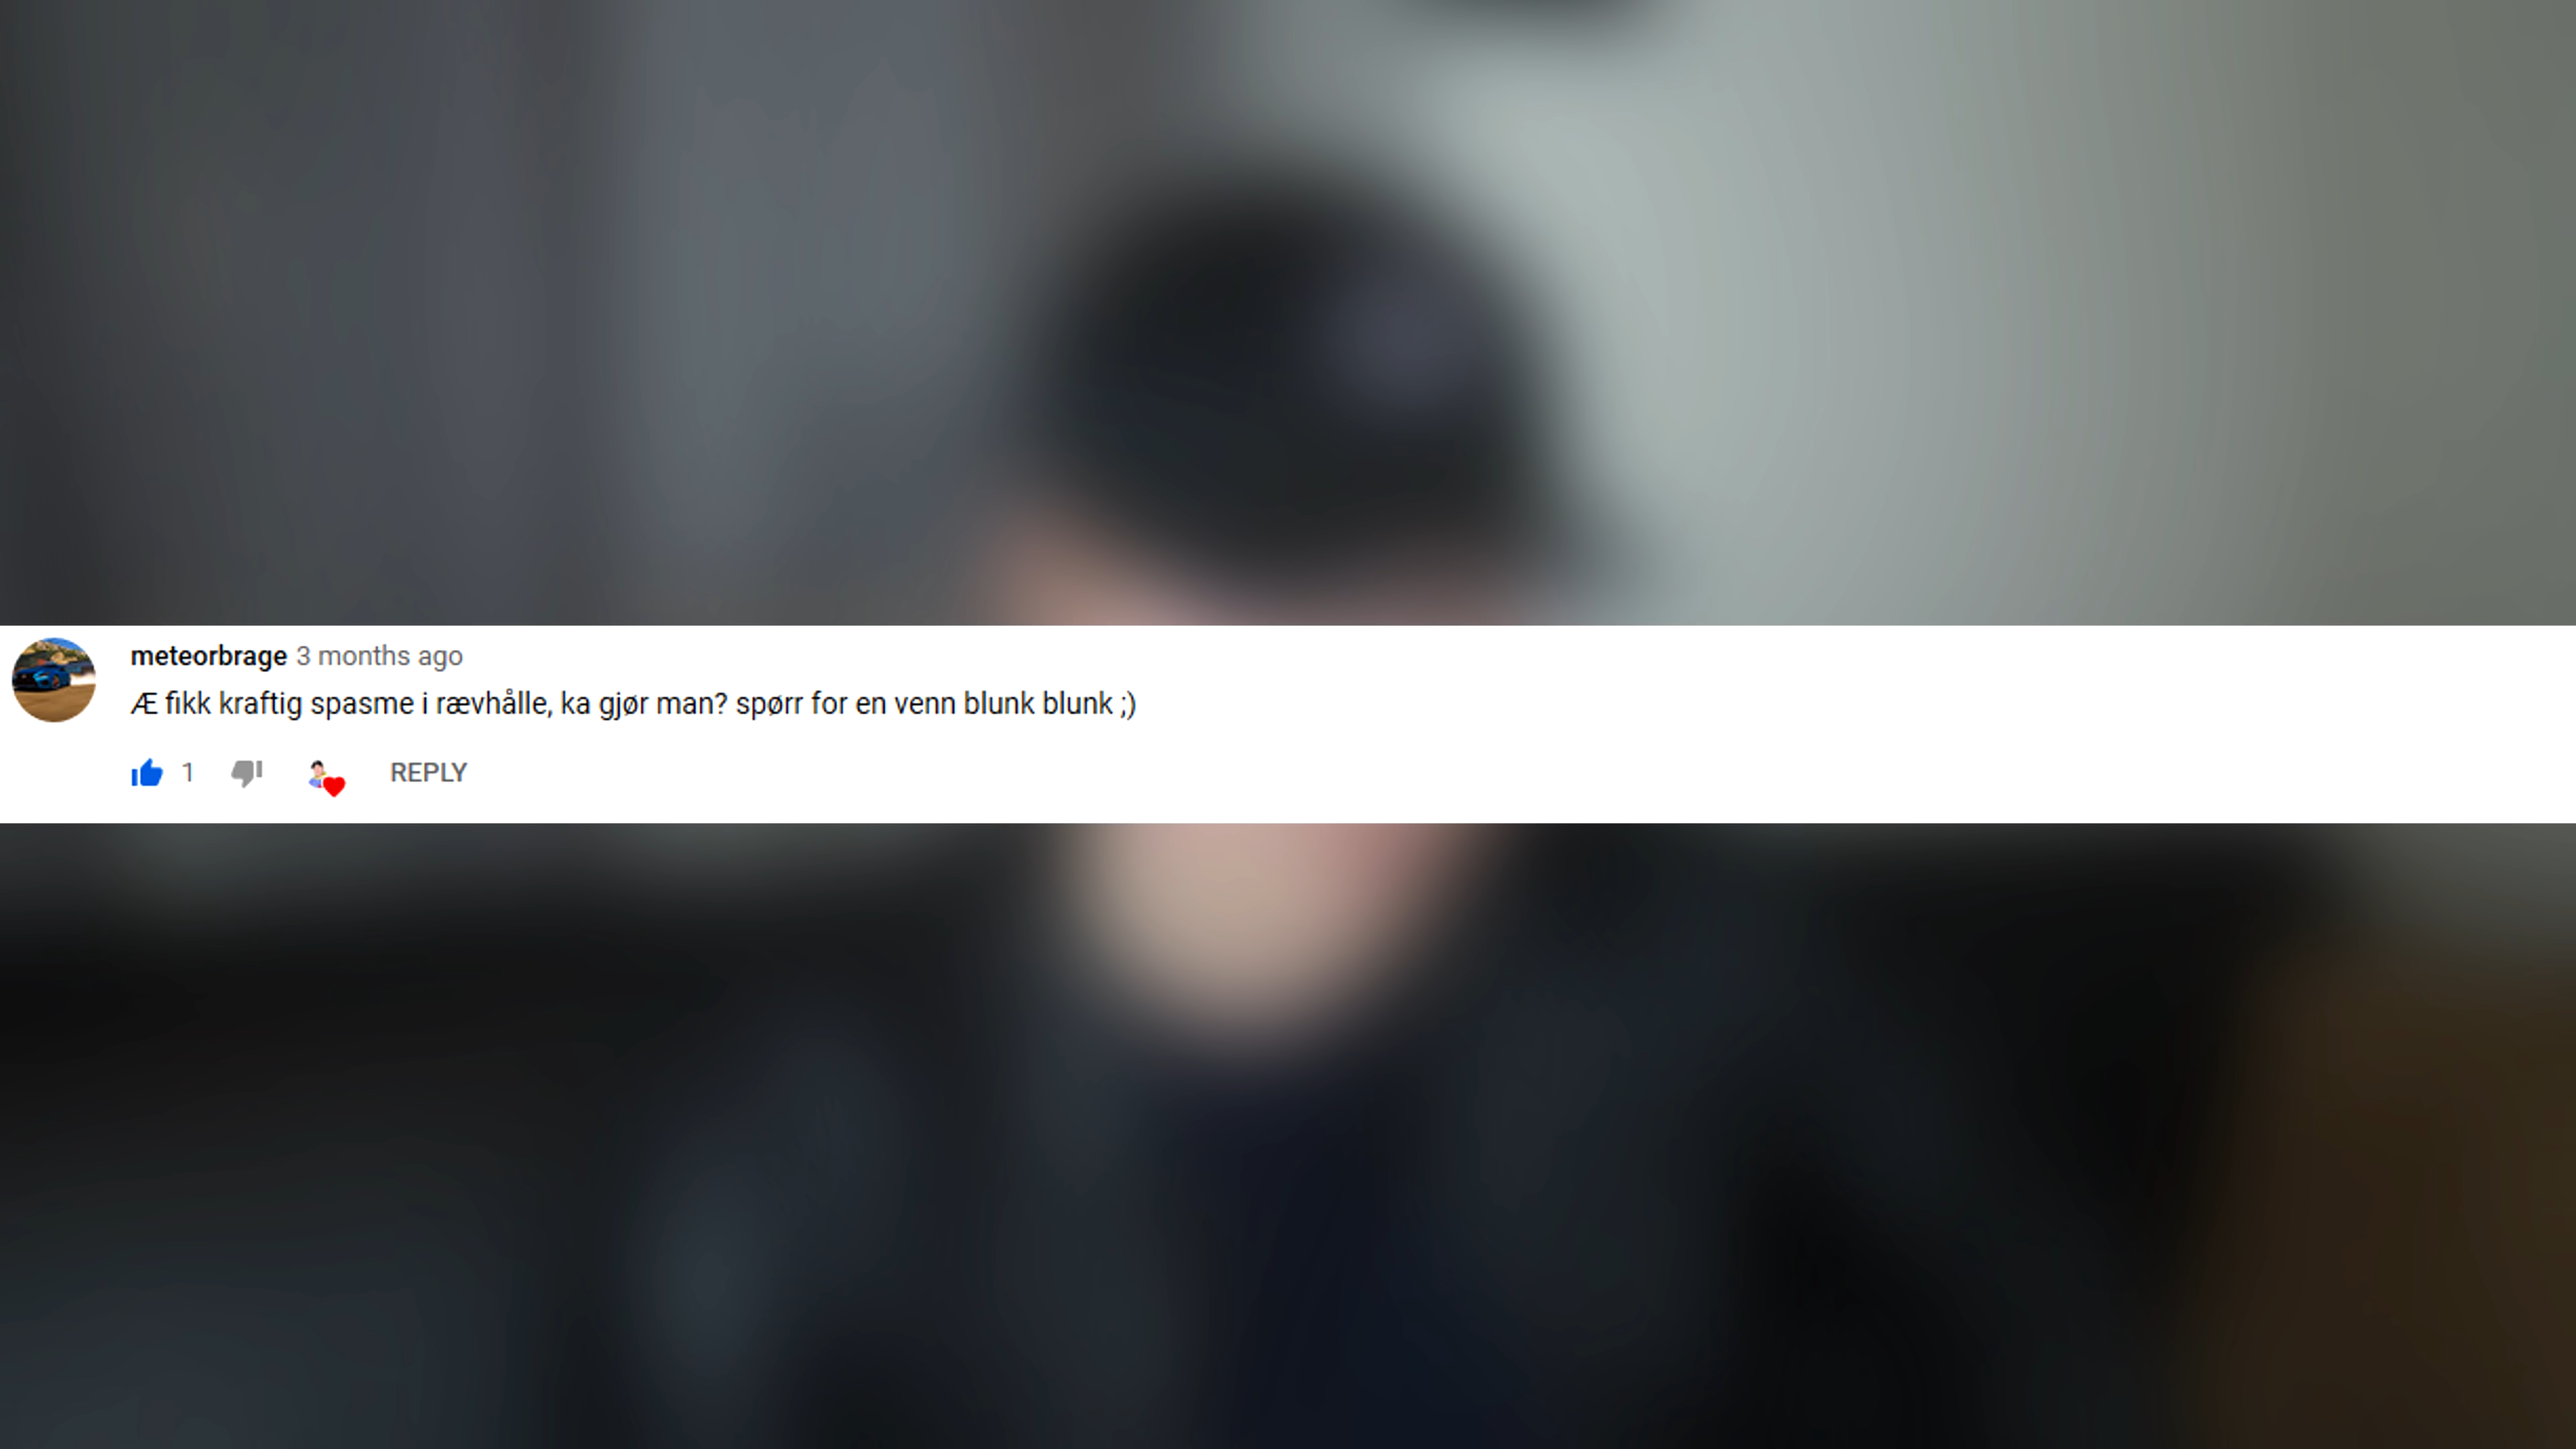 meteorbrage 3 months ago
Æ fikk kraftig spasme i rævhålle, ka gjør man? spørr for en venn blunk blunk ;)
1 REPLY